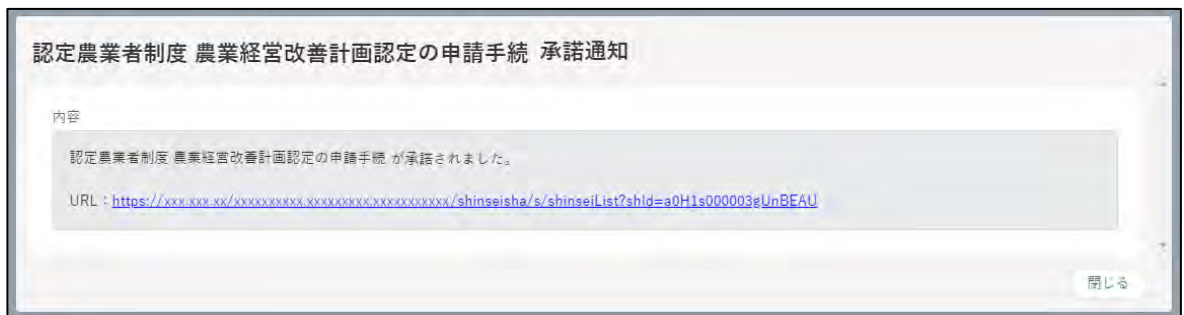 認定農業者制度 農業経営改善計画認定の申請手続 承諾通知
内容
認定農業者制度 農業経営改善計画認定の申請手続 が承諾されました。
URL：https://xxx.xxx.xx/xxxxxxxxxx.xxxxxxxxx.xxxxxxxxxxx/shinseisha/s/shinseiList?shId=a0H1s000003gUnBEAU
閉じる